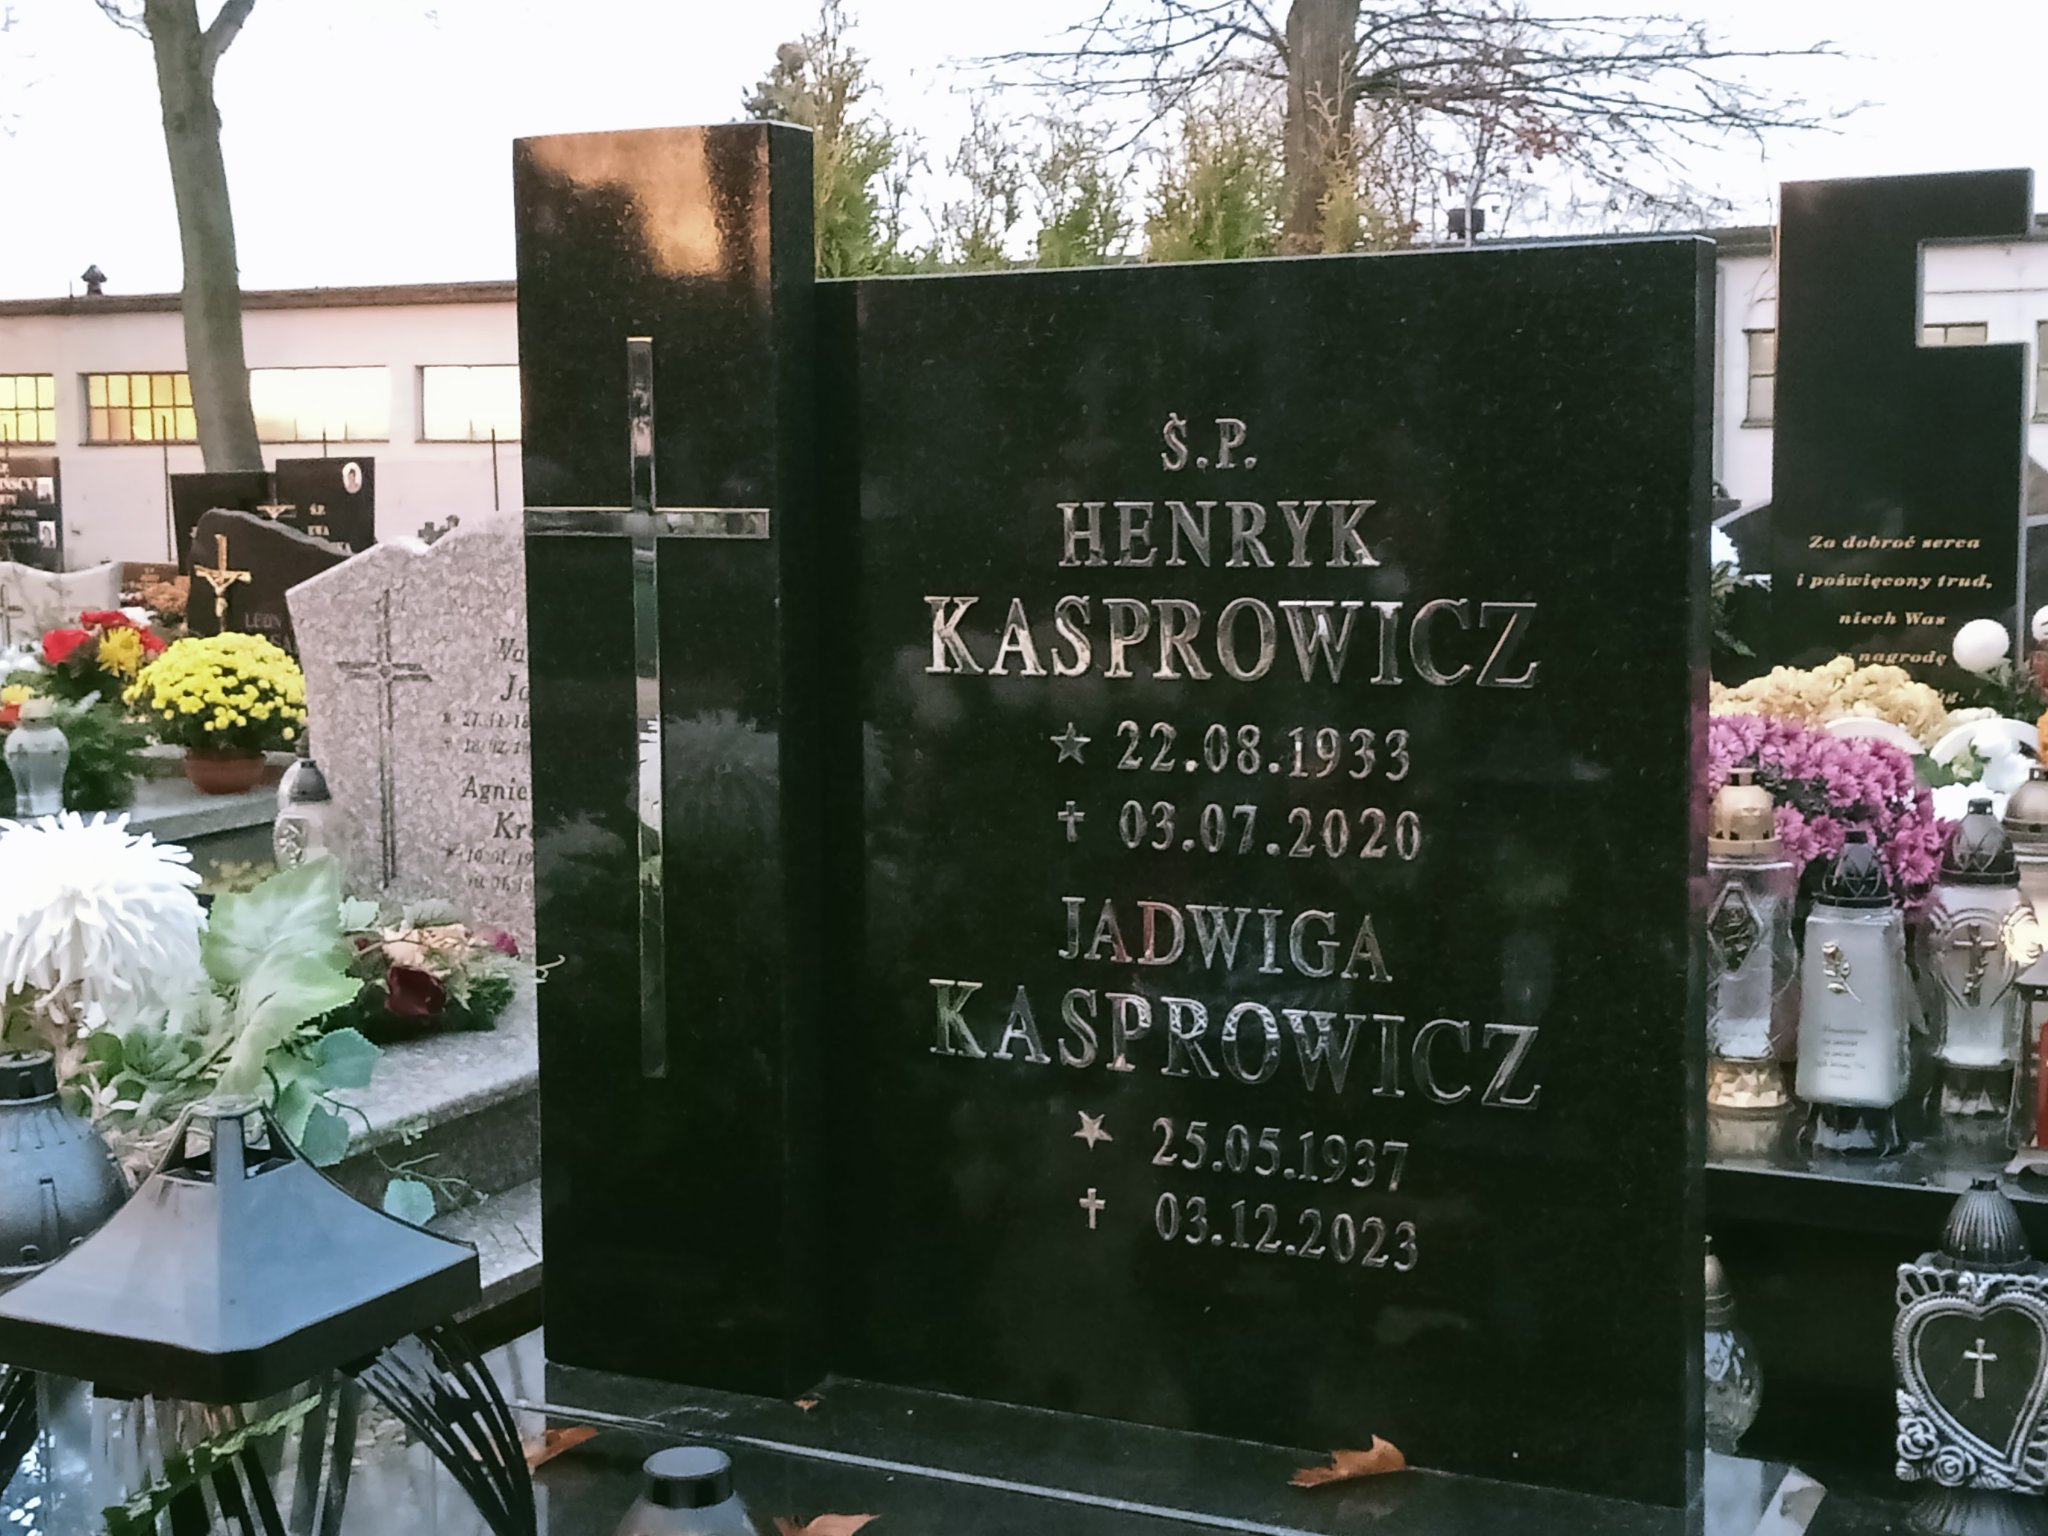 Ś.P.
HENRYK
KASPROWICZ
★ 22.08.1933
✝ 03.07.2020
JADWIGA
KASPROWICZ
★ 25.05.1937
✝ 03.12.2023
Za dobroć serca
i poświęcony trud,
niech Was
nagrodę
Ś.P.
Agnie